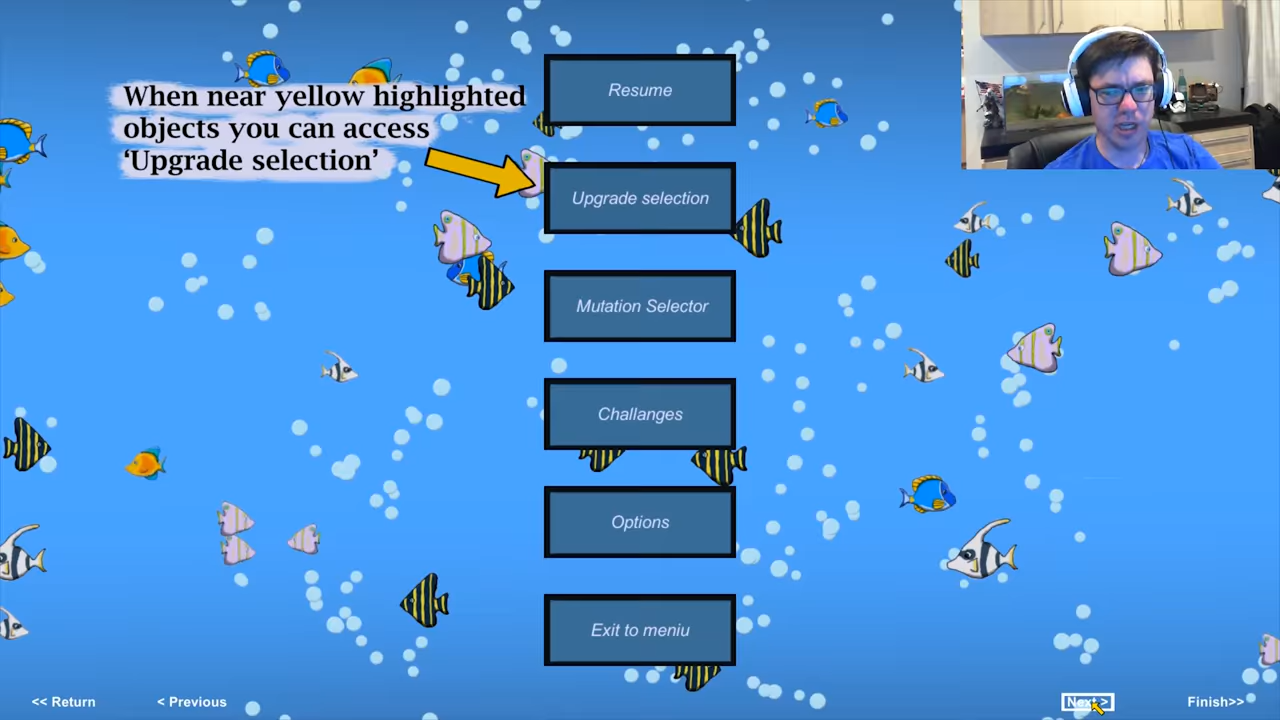 When near yellow highlighted
objects you can access
‘Upgrade selection’
Resume
Upgrade selection
Mutation Selector
Challanges
Options
Exit to meniu
<< Return
< Previous
Next >
Finish>>